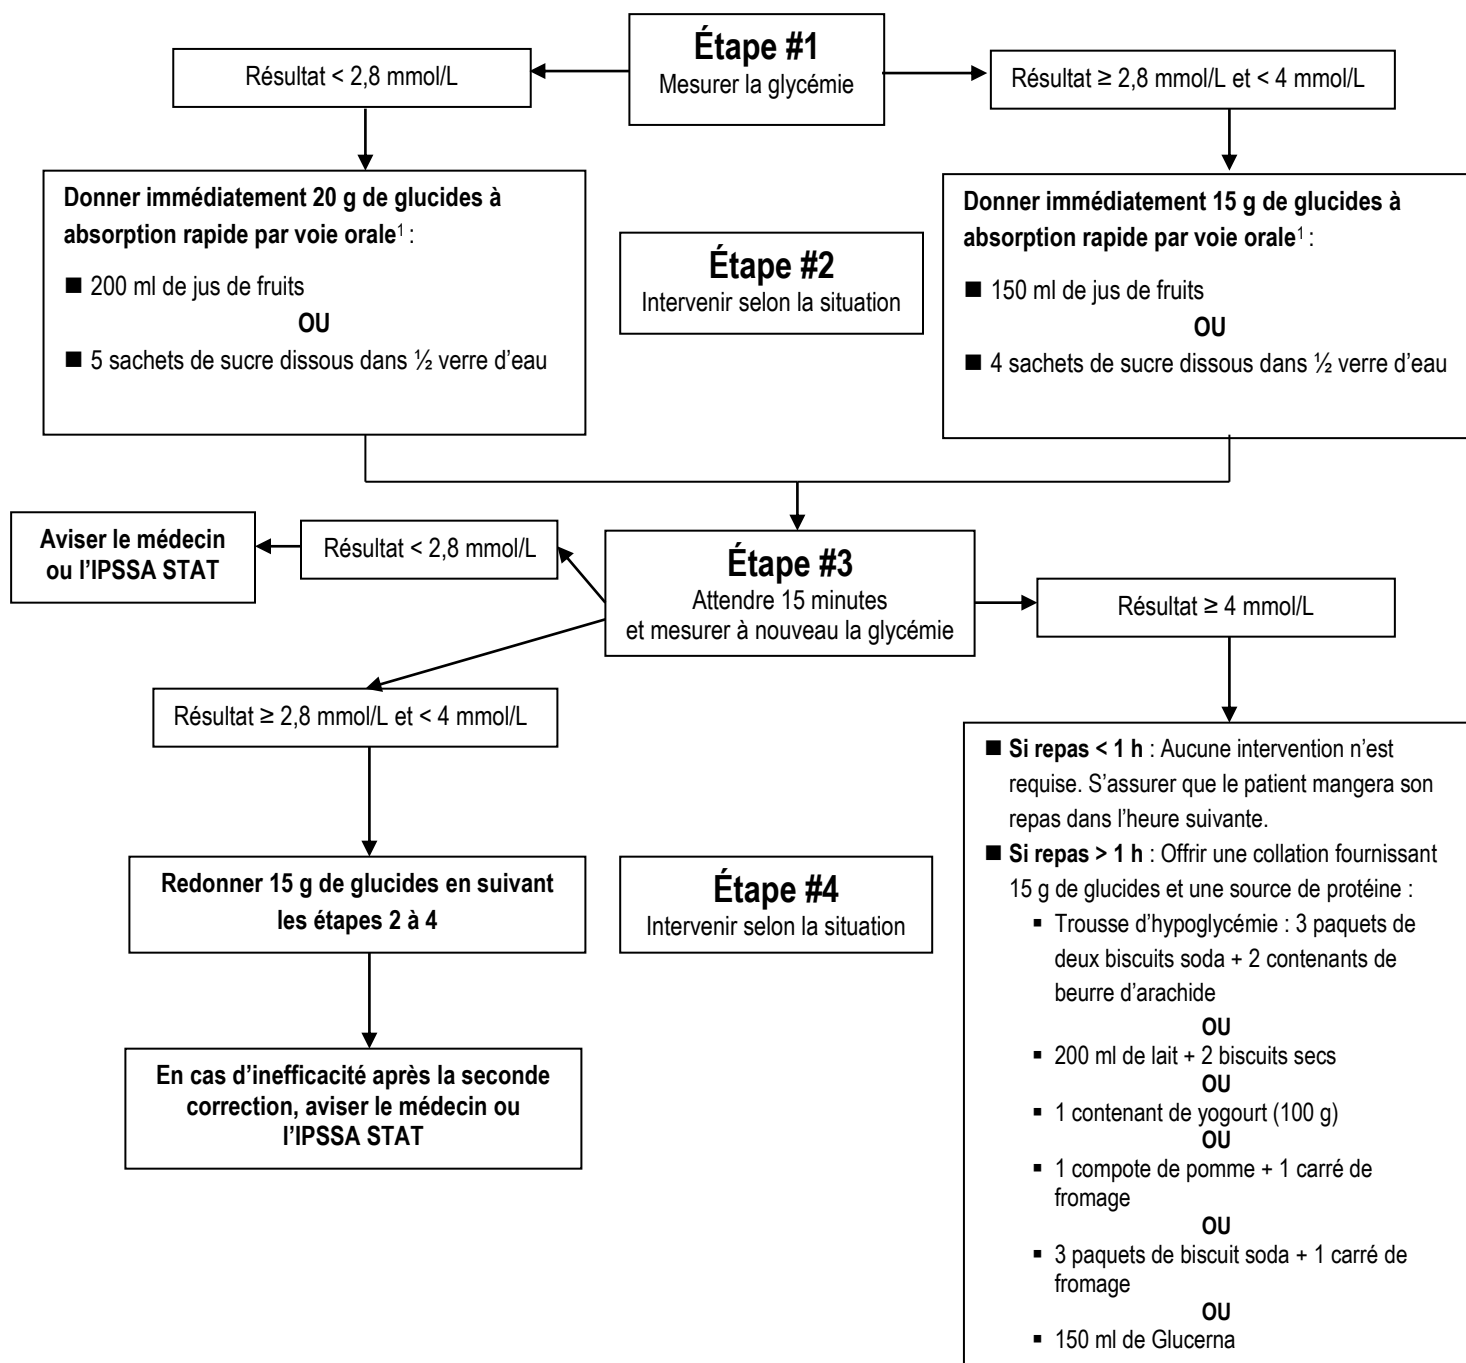 Étape #1
Mesurer la glycémie
Résultat < 2,8 mmol/L
Résultat ≥ 2,8 mmol/L et < 4 mmol/L
Donner immédiatement 20 g de glucides à
absorption rapide par voie orale¹ :
■ 200 ml de jus de fruits
OU
■ 5 sachets de sucre dissous dans ½ verre d’eau
Étape #2
Intervenir selon la situation
Donner immédiatement 15 g de glucides à
absorption rapide par voie orale¹ :
■ 150 ml de jus de fruits
OU
■ 4 sachets de sucre dissous dans ½ verre d’eau
Étape #3
Attendre 15 minutes
et mesurer à nouveau la glycémie
Résultat < 2,8 mmol/L
Aviser le médecin
ou l’IPSSA STAT
Résultat ≥ 4 mmol/L
Résultat ≥ 2,8 mmol/L et < 4 mmol/L
Redonner 15 g de glucides en suivant
les étapes 2 à 4
Étape #4
Intervenir selon la situation
En cas d’inefficacité après la seconde
correction, aviser le médecin ou
l’IPSSA STAT
■ Si repas < 1 h : Aucune intervention n’est
requise. S’assurer que le patient mangera son
repas dans l’heure suivante.
■ Si repas > 1 h : Offrir une collation fournissant
15 g de glucides et une source de protéine :
▪ Trousse d’hypoglycémie : 3 paquets de
deux biscuits soda + 2 contenants de
beurre d’arachide
OU
▪ 200 ml de lait + 2 biscuits secs
OU
▪ 1 contenant de yogourt (100 g)
OU
▪ 1 compote de pomme + 1 carré de
fromage
OU
▪ 3 paquets de biscuit soda + 1 carré de
fromage
OU
▪ 150 ml de Glucerna